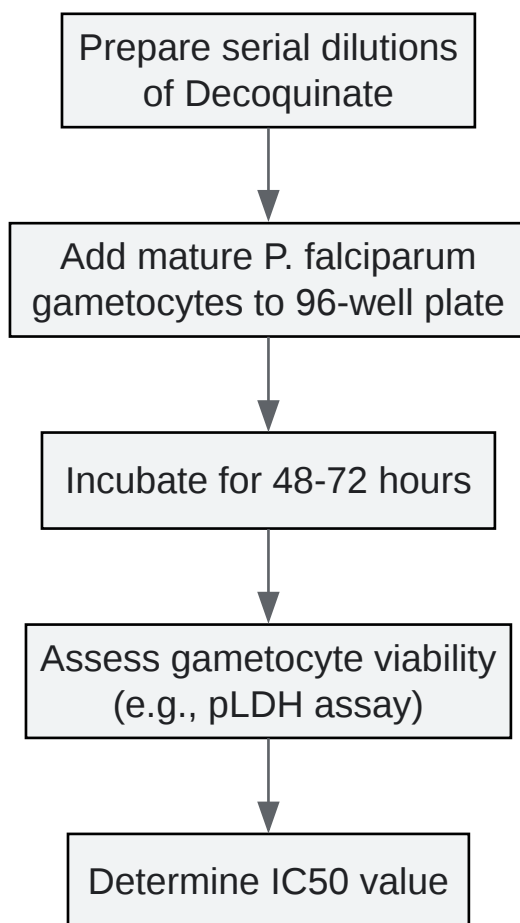 Prepare serial dilutions
of Decoquinate
Add mature P. falciparum
gametocytes to 96-well plate
Incubate for 48-72 hours
Assess gametocyte viability
(e.g., pLDH assay)
Determine IC50 value